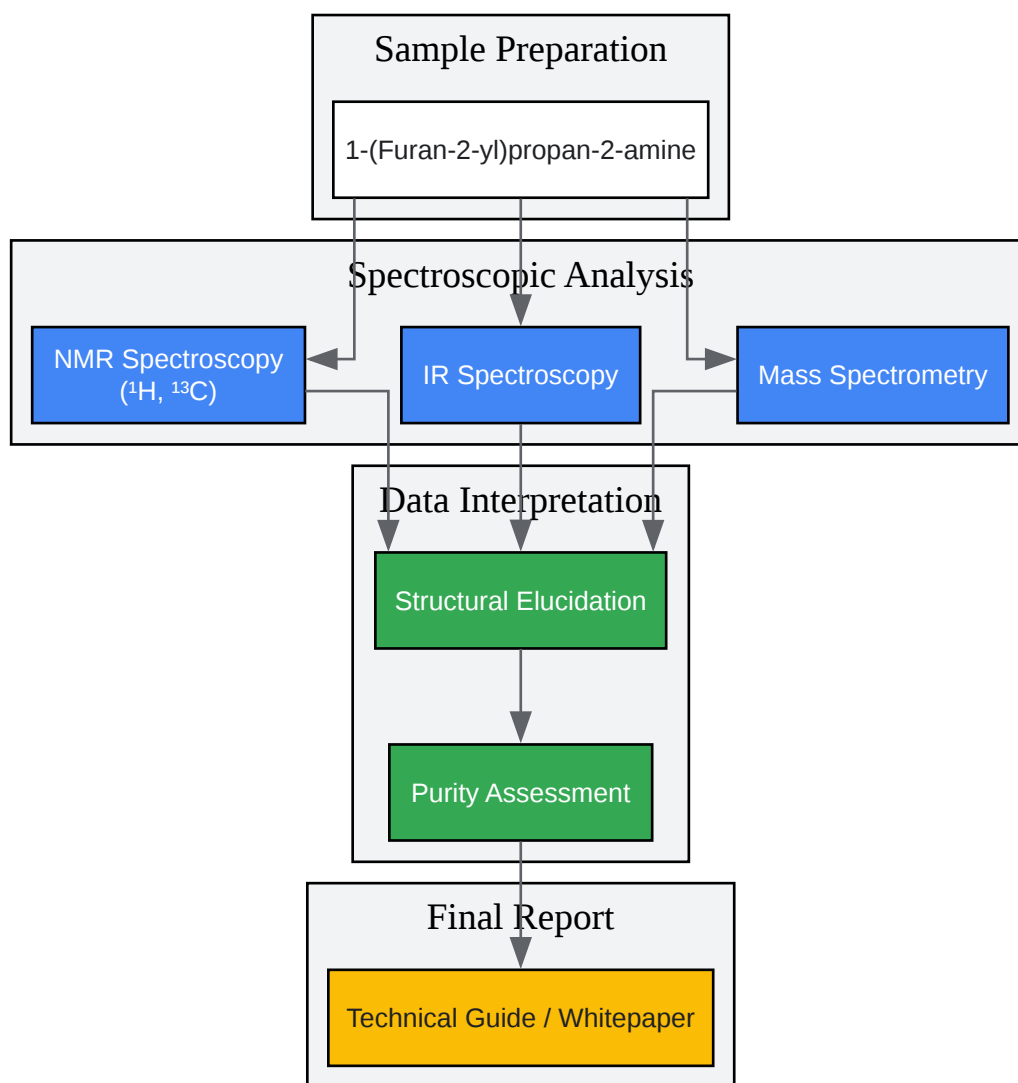 Sample Preparation
1-(Furan-2-yl)propan-2-amine
Spectroscopic Analysis
NMR Spectroscopy
(¹H, ¹³C)
IR Spectroscopy
Mass Spectrometry
Data Interpretation
Structural Elucidation
Purity Assessment
Final Report
Technical Guide / Whitepaper